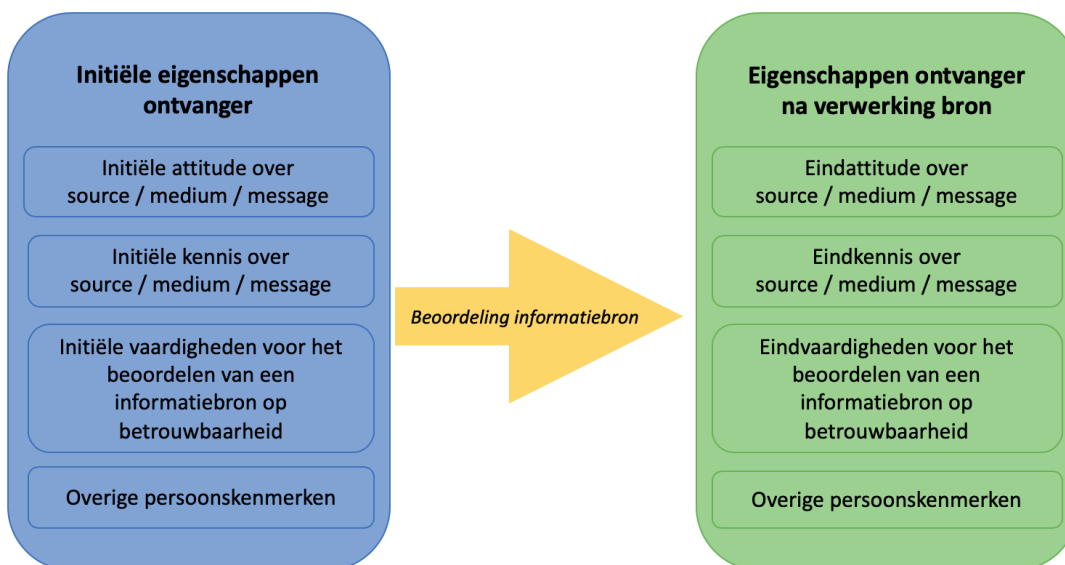 Initiële eigenschappen
ontvanger
Initiële attitude over
source / medium / message
Initiële kennis over
source / medium / message
Initiële vaardigheden voor het
beoordelen van een
informatiebron op
betrouwbaarheid
Overige persoonskenmerken
Beoordeling informatiebron
Eigenschappen ontvanger
na verwerking bron
Eindattitude over
source / medium / message
Eindkennis over
source / medium / message
Eindvaardigheden voor het
beoordelen van een
informatiebron op
betrouwbaarheid
Overige persoonskenmerken